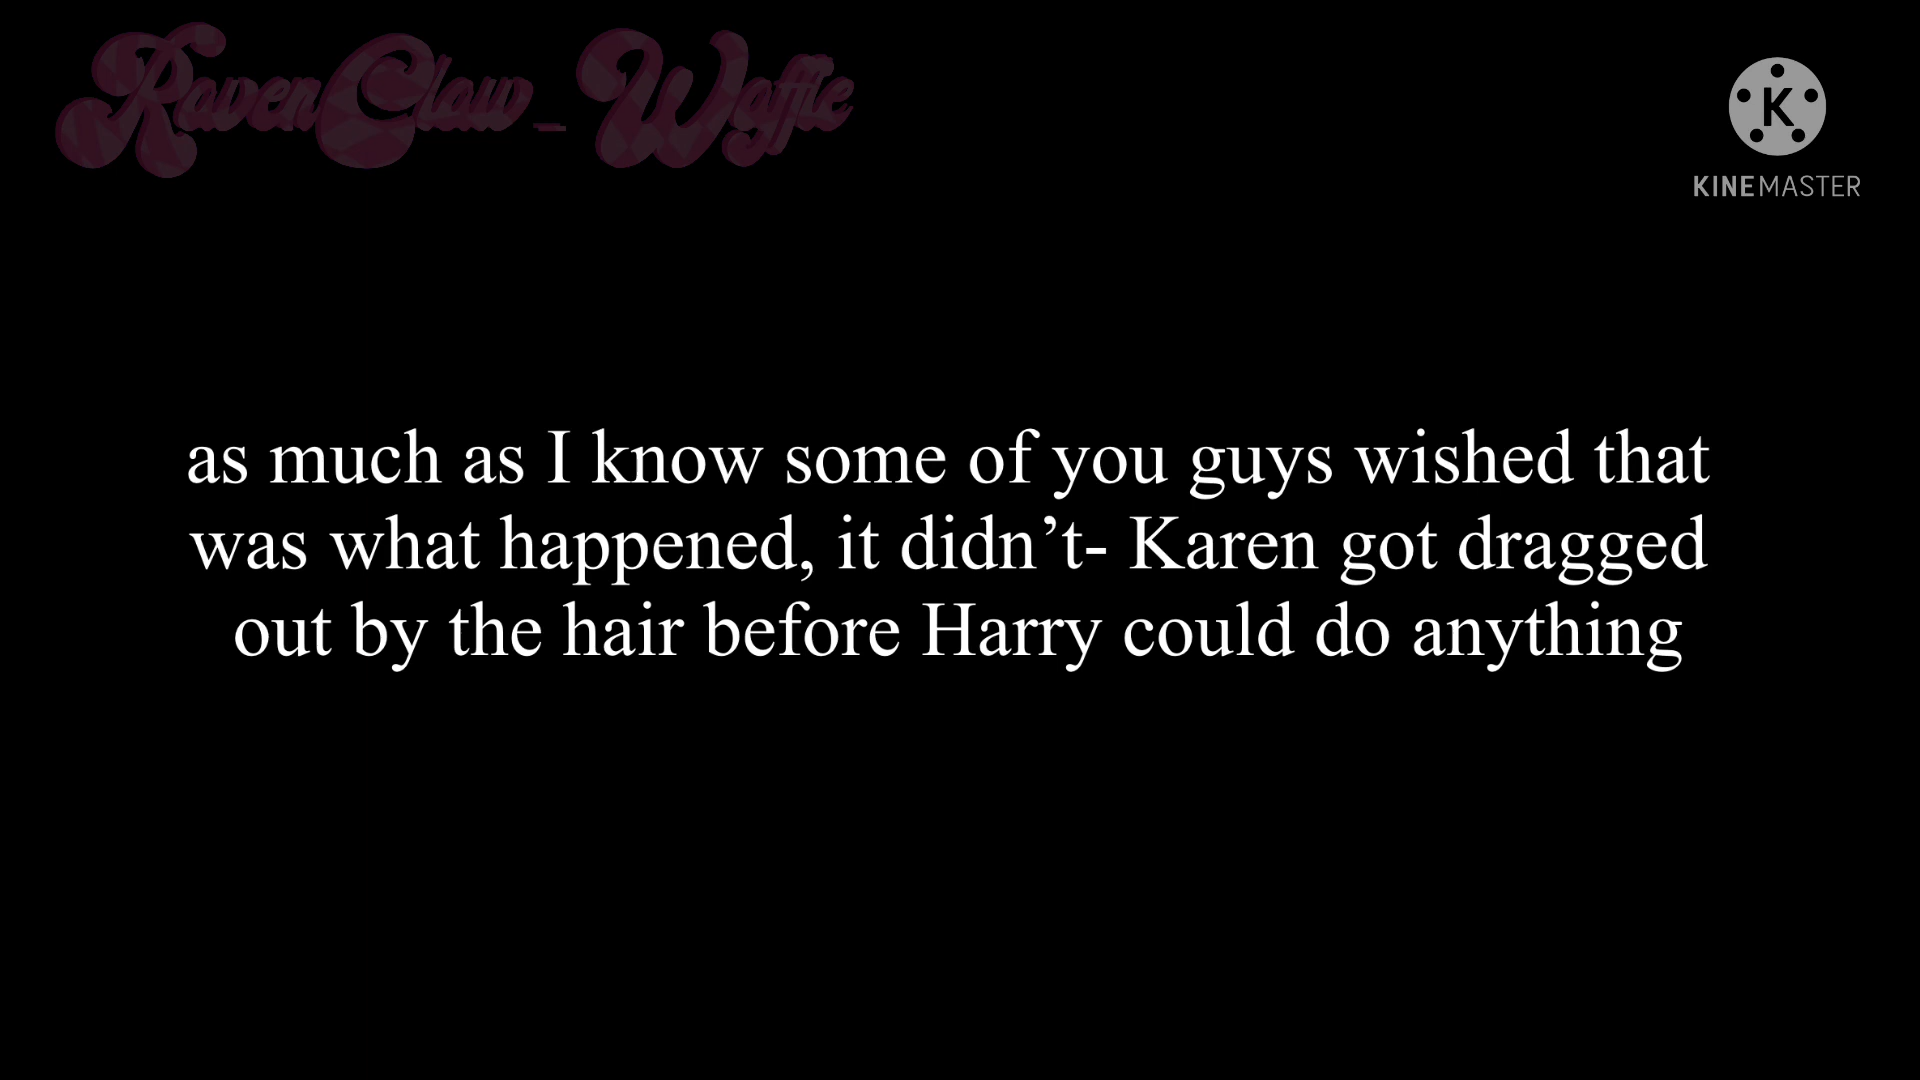 RavenClaw_Waffle
K
KINEMASTER
as much as I know some of you guys wished that
was what happened, it didn’t- Karen got dragged
out by the hair before Harry could do anything